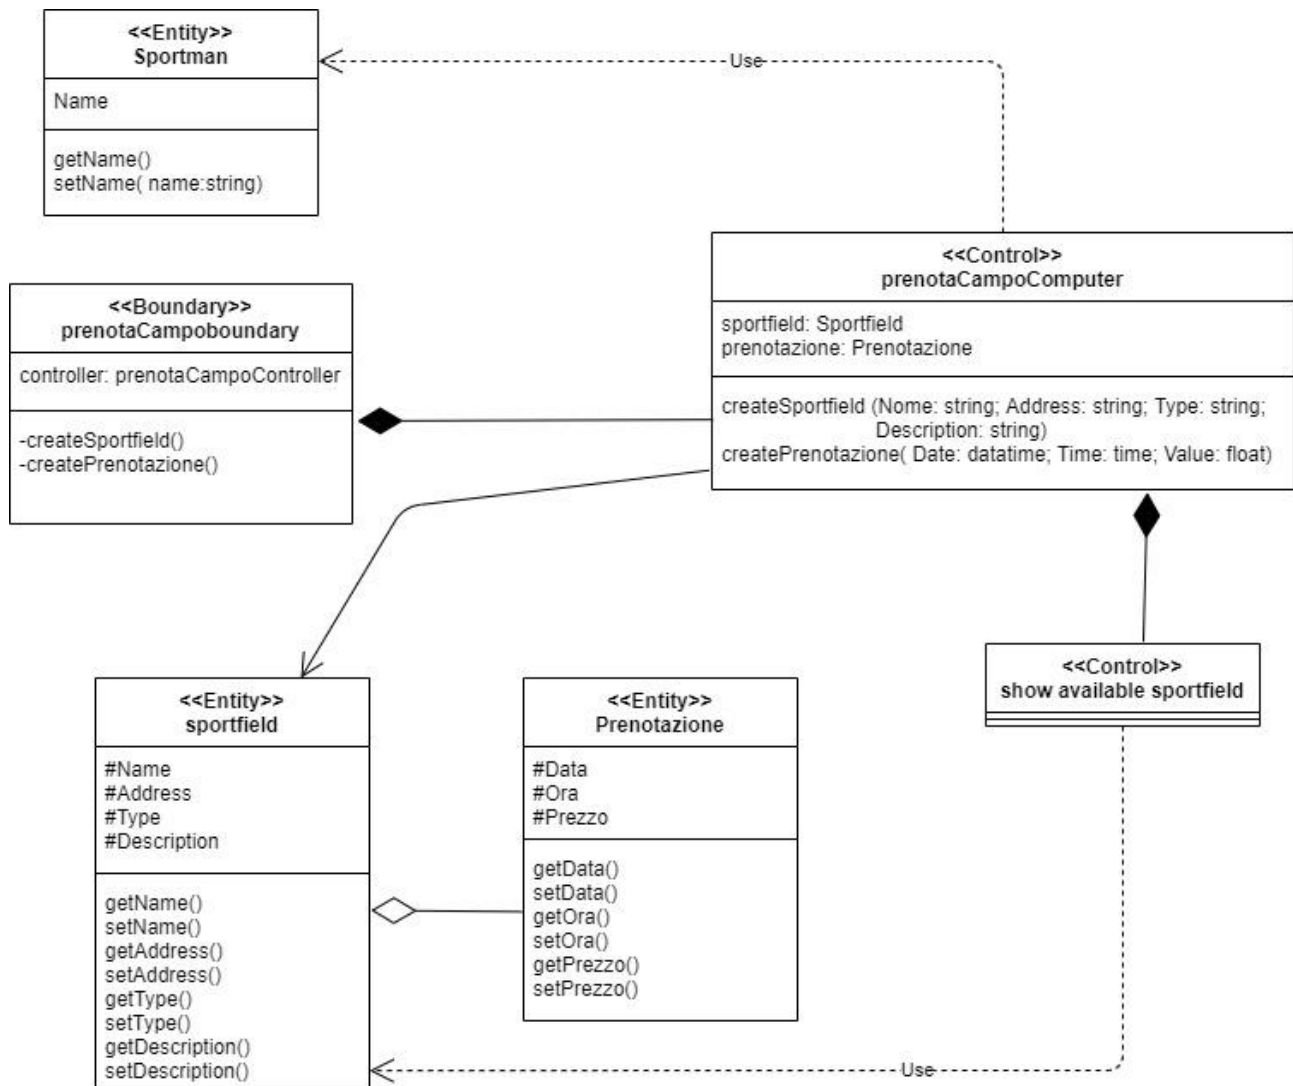 <<Entity>>
Sportman
Name
getName()
setName( name:string)
Use
<<Control>>
prenotaCampoComputer
sportfield: Sportfield
prenotazione: Prenotazione
createSportfield (Nome: string; Address: string; Type: string;
Description: string)
createPrenotazione( Date: datatime; Time: time; Value: float)
<<Boundary>>
prenotaCampoboundary
controller: prenotaCampoController
-createSportfield()
-createPrenotazione()
<<Control>>
show available sportfield
<<Entity>>
sportfield
#Name
#Address
#Type
#Description
getName()
setName()
getAddress()
setAddress()
getType()
setType()
getDescription()
setDescription()
<<Entity>>
Prenotazione
#Data
#Ora
#Prezzo
getData()
setData()
getOra()
setOra()
getPrezzo()
setPrezzo()
Use